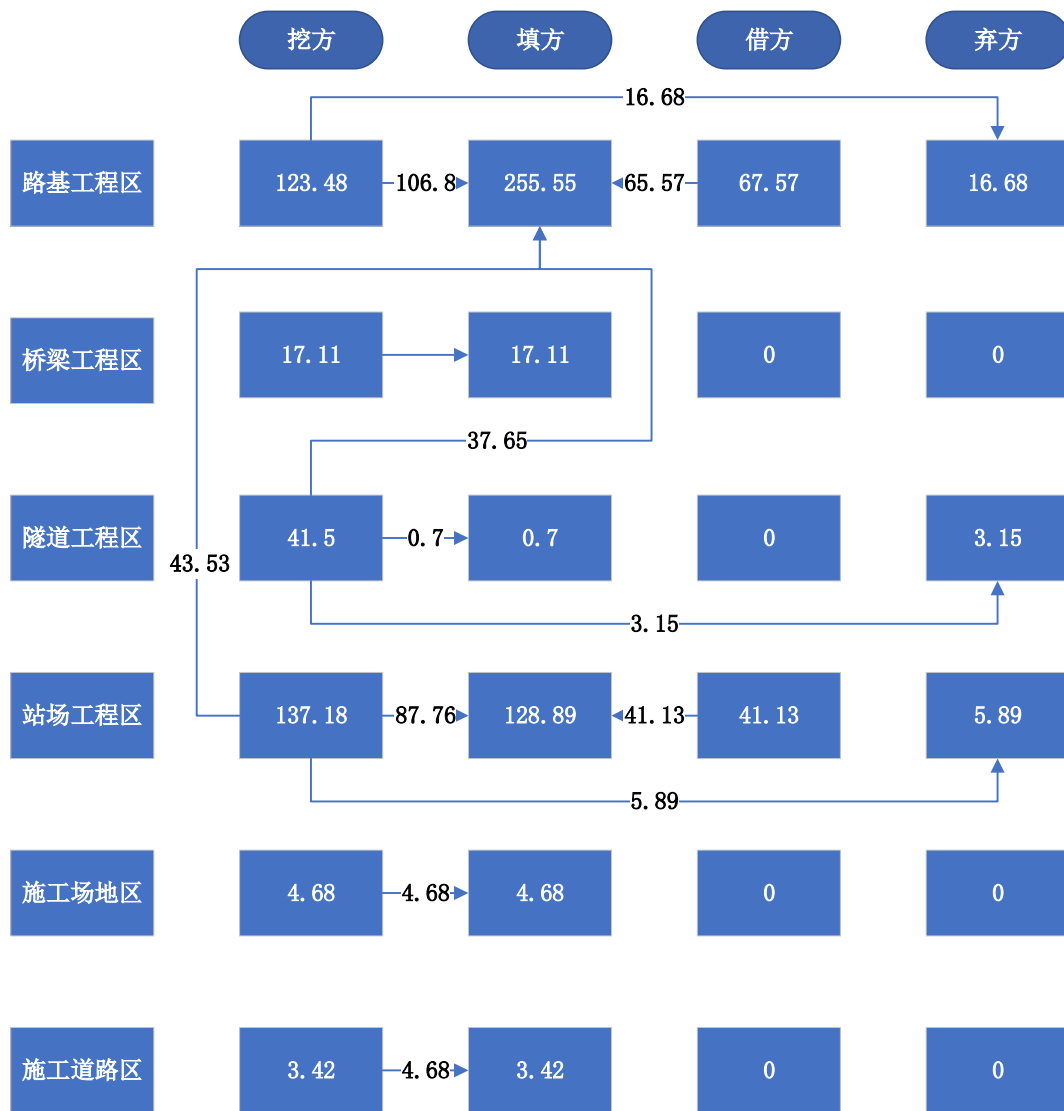 挖方 填方 借方 弃方
16.68
路基工程区 123.48 106.8 255.55 65.57 67.57 16.68
桥梁工程区 17.11 17.11 0 0
37.65
隧道工程区 41.5 0.7 0.7 0 3.15
43.53
3.15
站场工程区 137.18 87.76 128.89 41.13 41.13 5.89
5.89
施工场地区 4.68 4.68 4.68 0 0
施工道路区 3.42 4.68 3.42 0 0